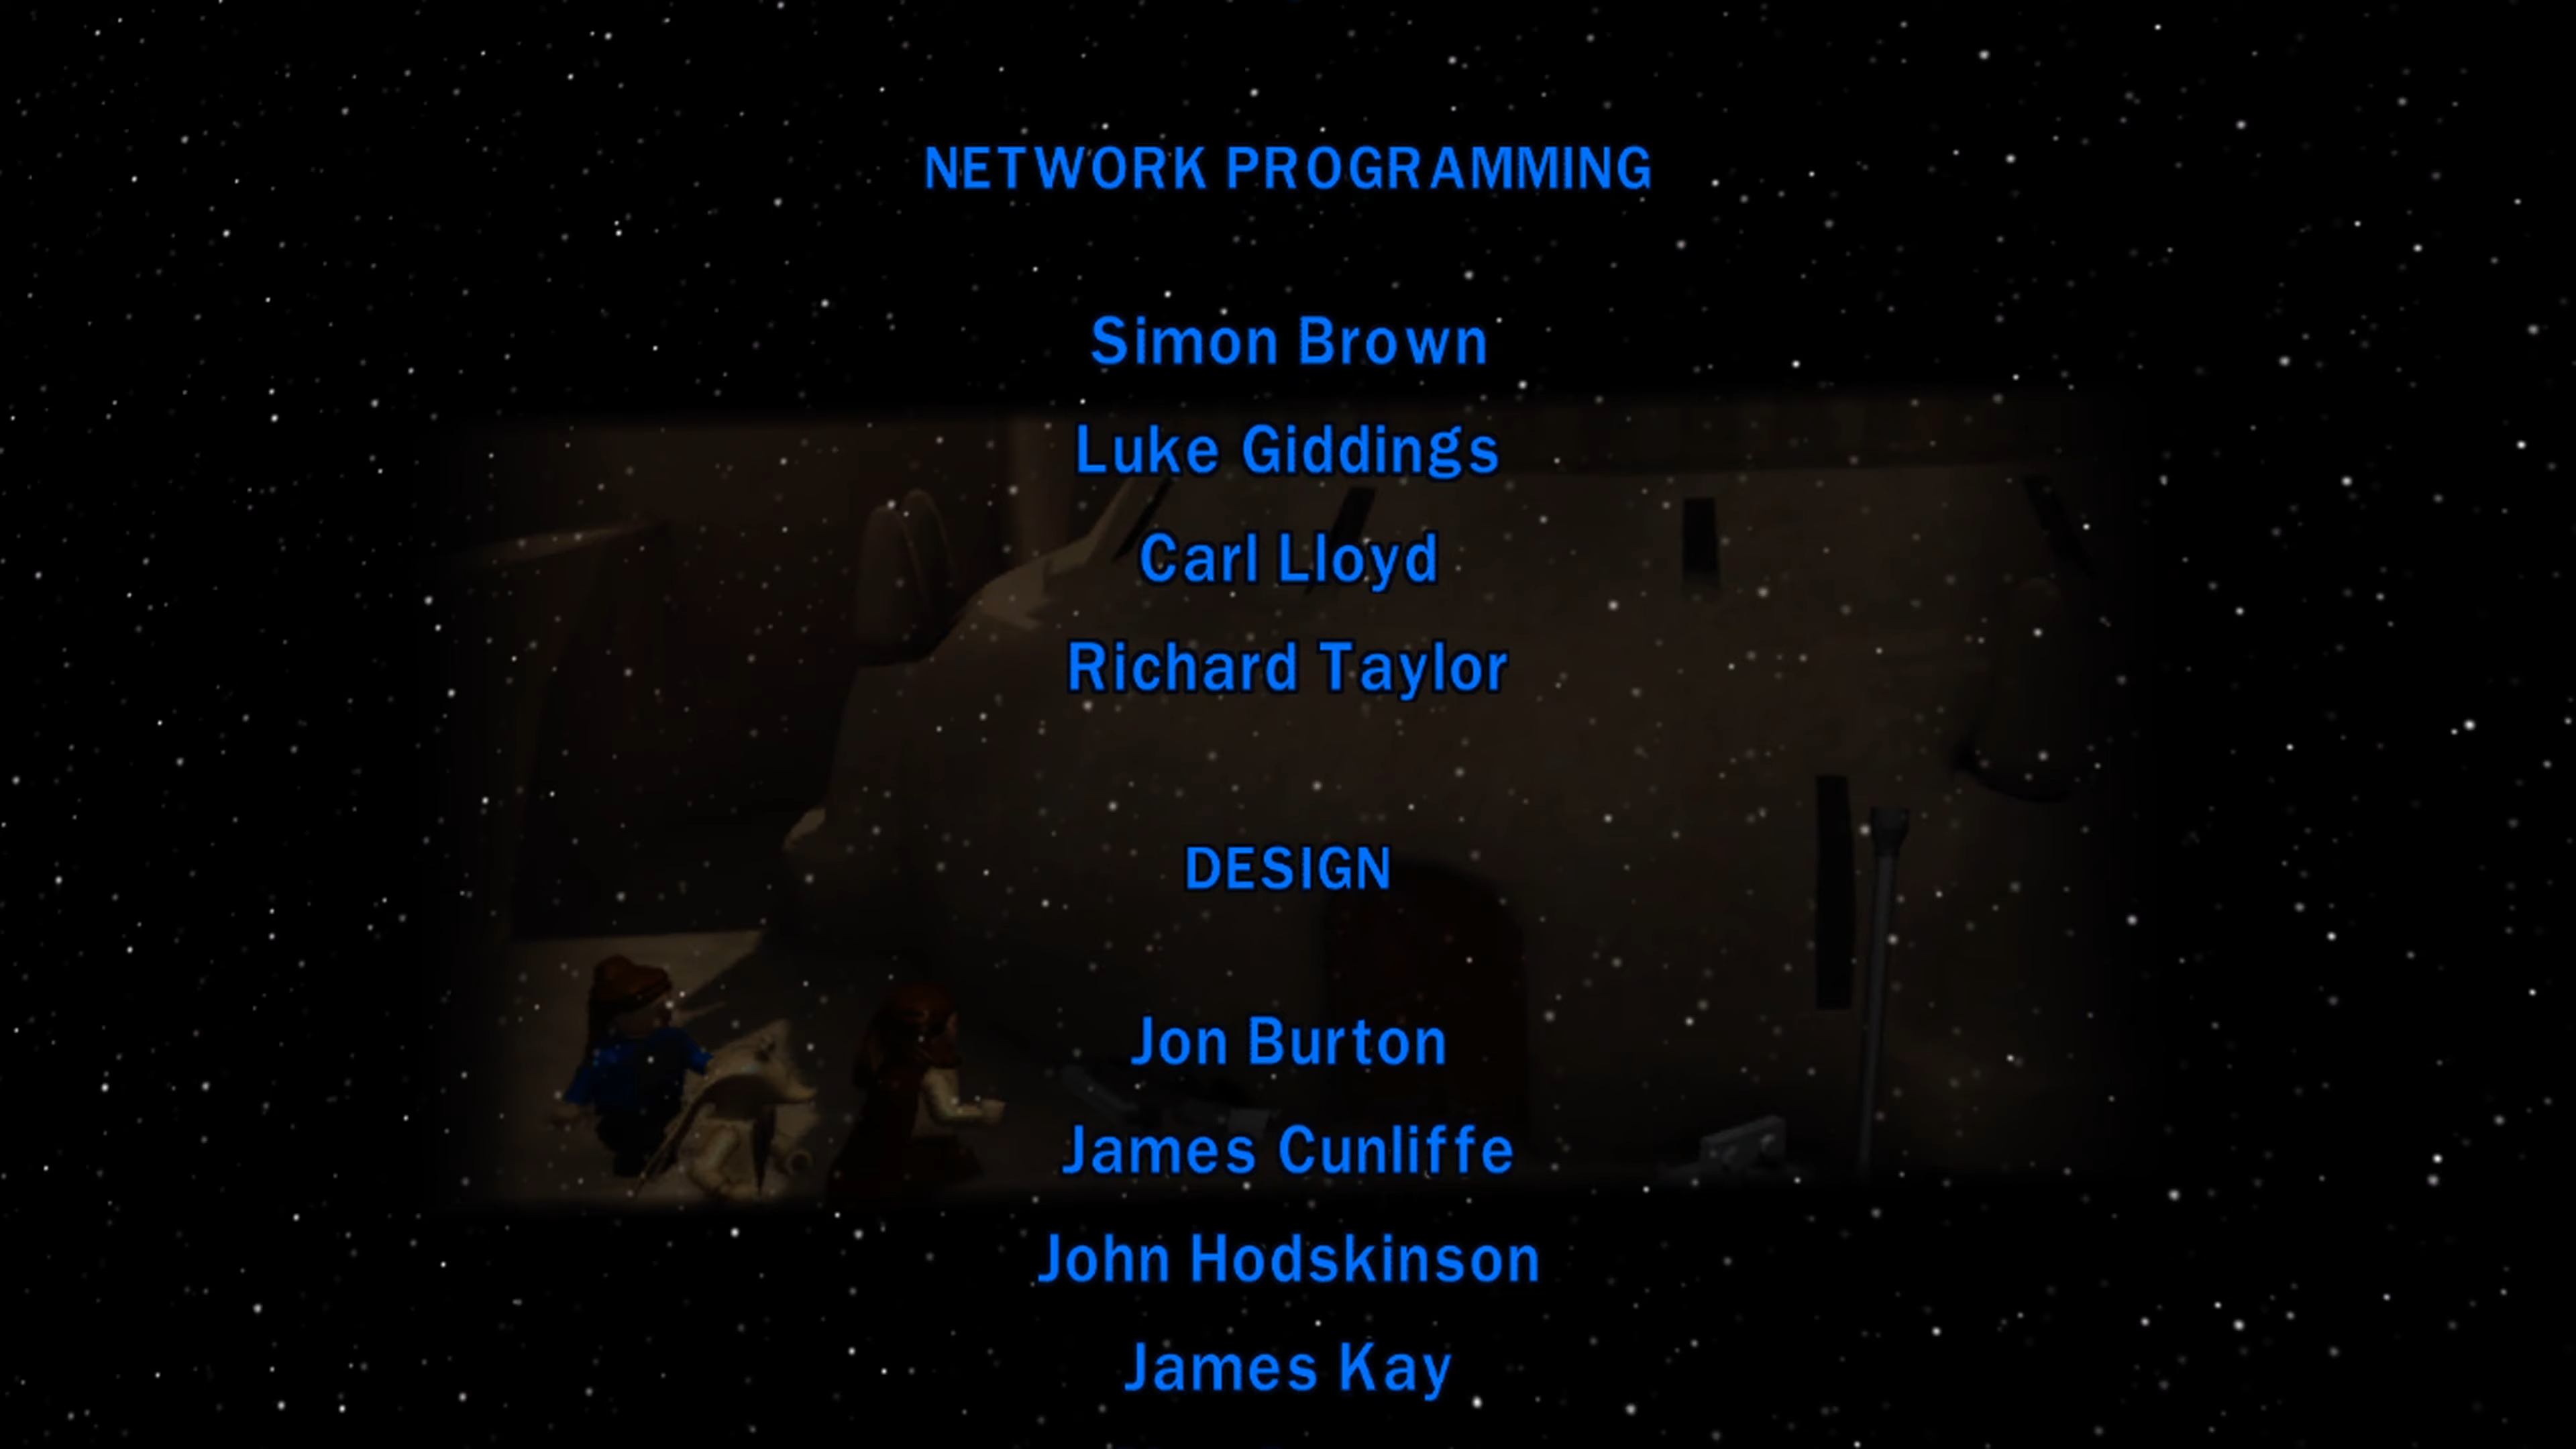 NETWORK PROGRAMMING
Simon Brown
Luke Giddings
Carl Lloyd
Richard Taylor
DESIGN
Jon Burton
James Cunliffe
John Hodskinson
James Kay